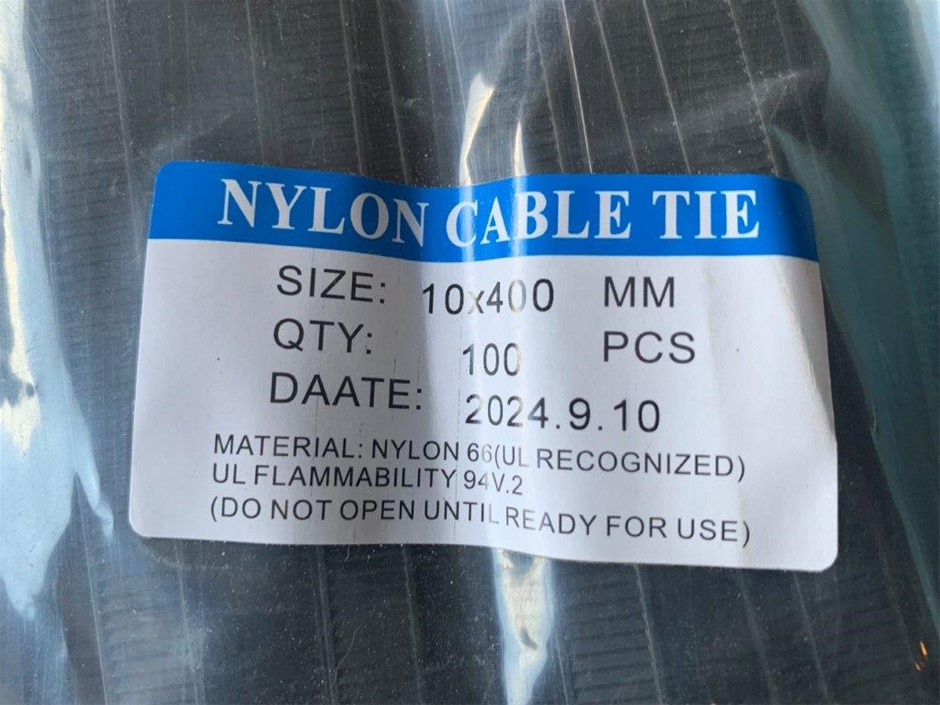 NYLON CABLE TIE
SIZE: 10x400 MM
QTY: 100 PCS
DAATE: 2024.9.10
MATERIAL: NYLON 66(UL RECOGNIZED)
UL FLAMMABILITY 94V.2
(DO NOT OPEN UNTIL READY FOR USE)